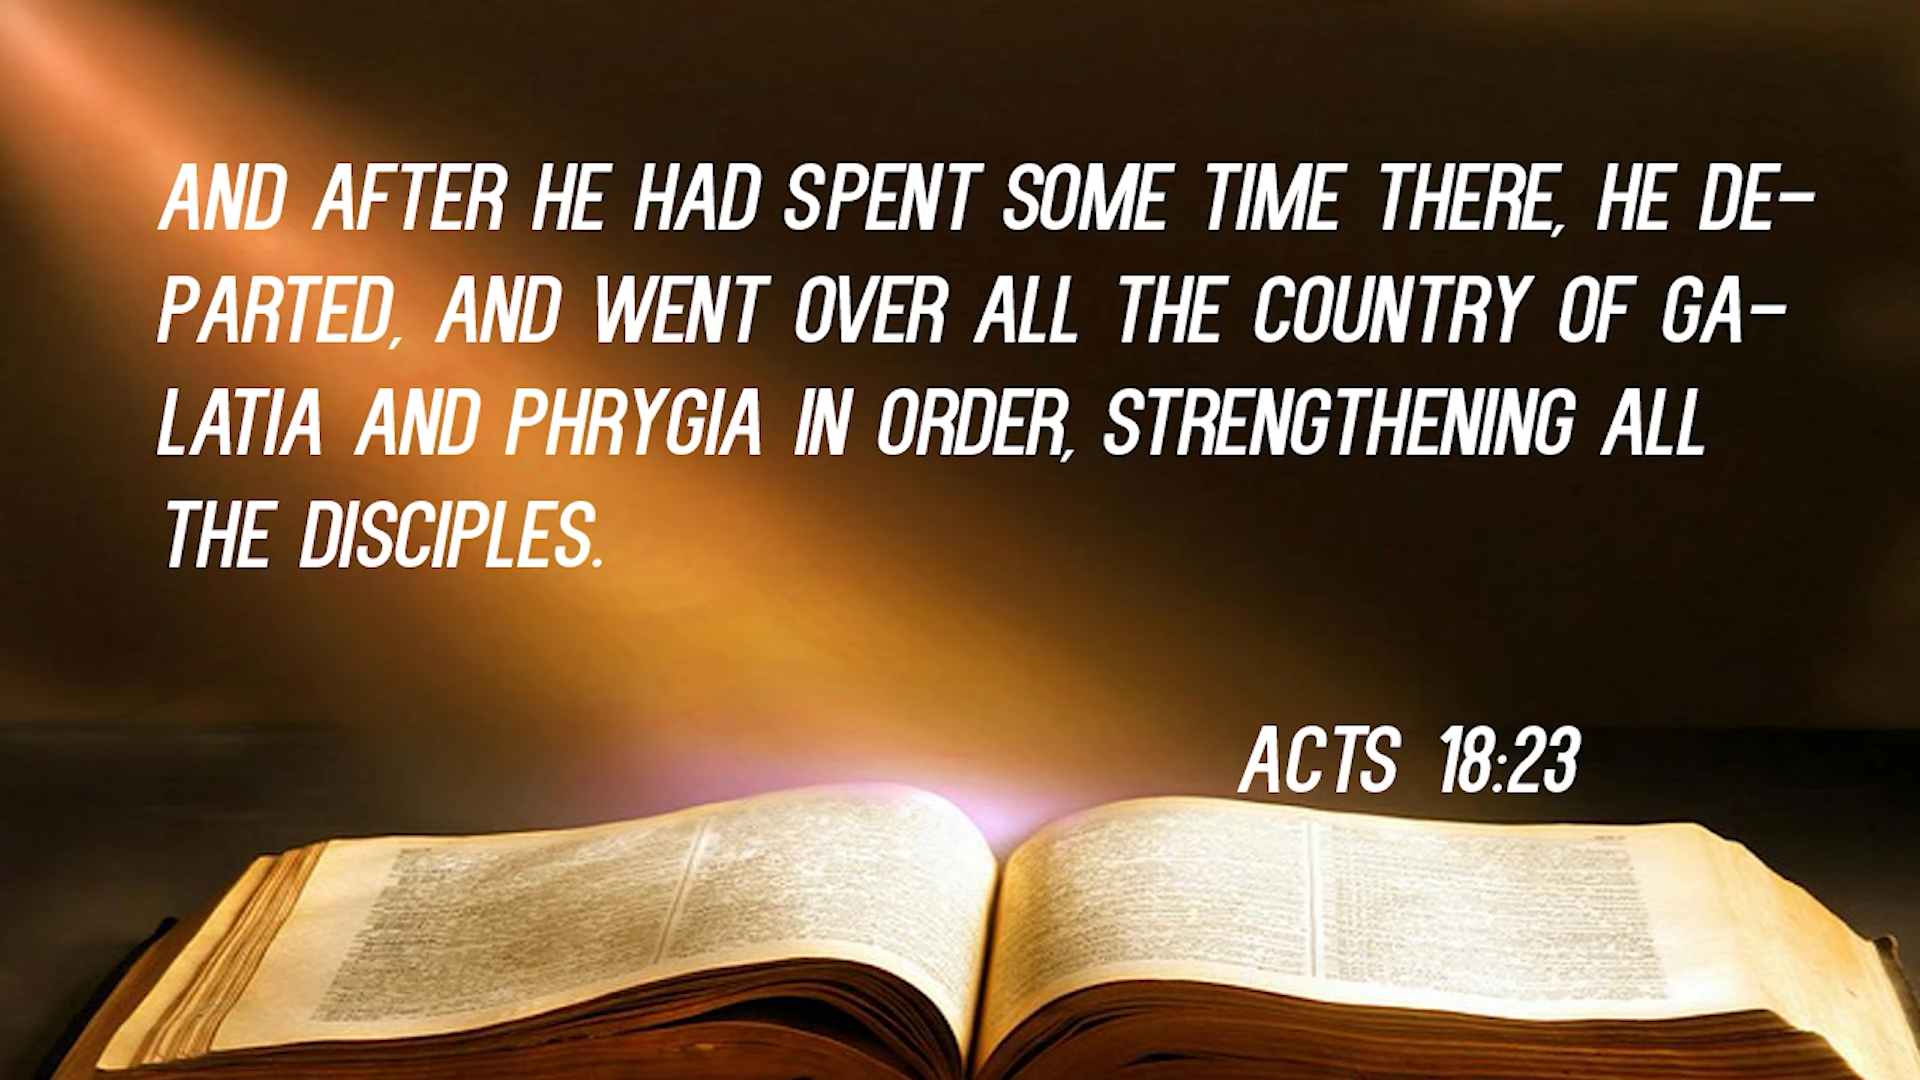 AND AFTER HE HAD SPENT SOME TIME THERE, HE DE-
PARTED, AND WENT OVER ALL THE COUNTRY OF GA-
LATIA AND PHRYGIA IN ORDER, STRENGTHENING ALL
THE DISCIPLES.
ACTS 18:23